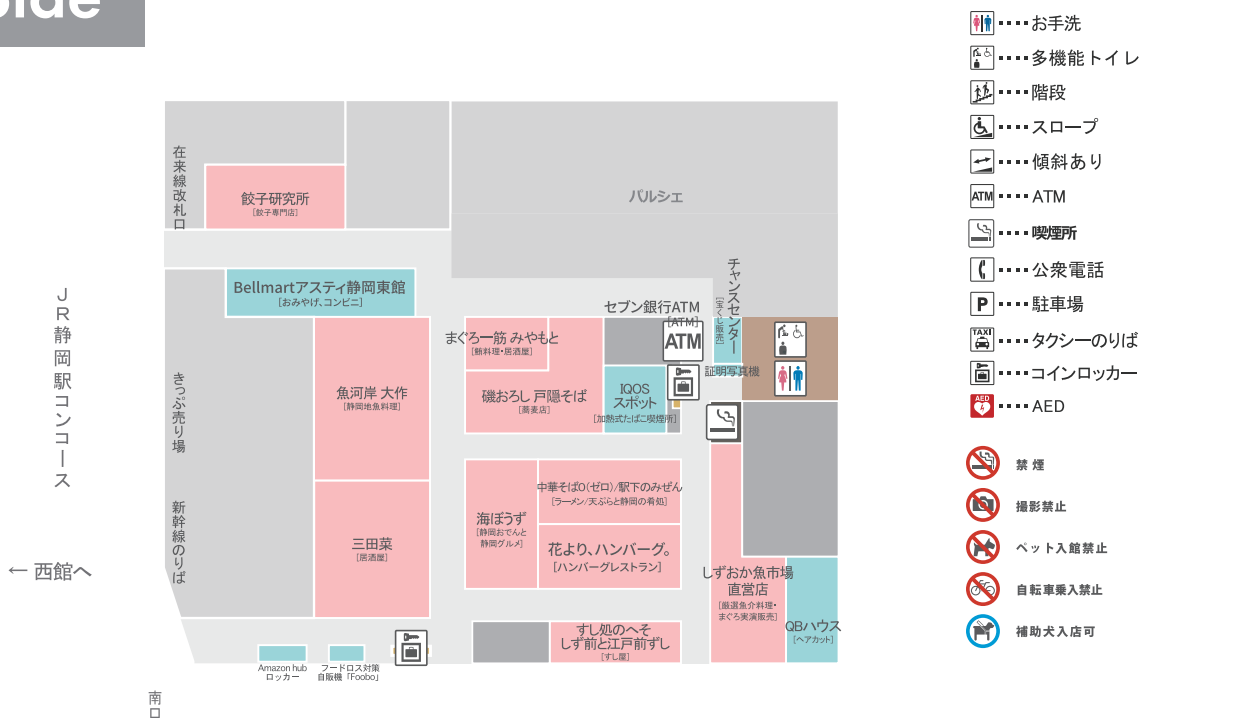 side
在来線改札口
餃子研究所
[餃子専門店]
パルシェ
Bellmartアスティ静岡東館
[おみやげ、コンビニ]
チャンスセンター
[宝くじ販売]
セブン銀行ATM
[ATM]
ATM
まぐろ一筋 みやもと
[鮪料理・居酒屋]
証明写真機
JR静岡駅コンコース
きっぷ売り場
魚河岸 大作
[静岡地魚料理]
磯おろし 戸隠そば
[蕎麦店]
IQOS
スポット
[加熱式たばこ喫煙所]
新幹線のりば
三田菜
[居酒屋]
海ぼうず
[静岡おでんと
静岡グルメ]
中華そば0(ゼロ)/駅下のみぜん
[ラーメン/天ぷらと静岡の肴処]
花より、ハンバーグ。
[ハンバーグレストラン]
しずおか魚市場
直営店
[厳選魚介料理・
まぐろ実演販売]
QBハウス
[ヘアカット]
← 西館へ
すし処のへそ
しず前と江戸前ずし
[すし屋]
Amazon hub
ロッカー
フードロス対策
自販機「Foobo」
南口
お手洗
多機能トイレ
階段
スロープ
傾斜あり
ATM ATM
喫煙所
公衆電話
P 駐車場
TAXI タクシーのりば
コインロッカー
AED AED
禁煙
撮影禁止
ペット入館禁止
自転車乗入禁止
補助犬入店可